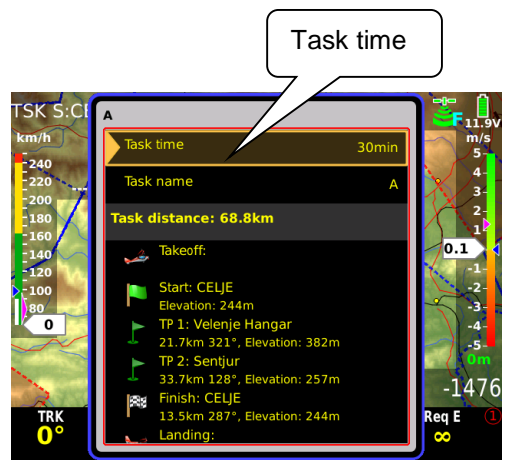 Task time
TSK S:CE
A
11.9V
km/h
F
m/s
Task time
30min
Task name
A
Task distance: 68.8km
Takeoff:
Start: CELJE
Elevation: 244m
TP 1: Velenje Hangar
21.7km 321°, Elevation: 382m
TP 2: Sentjur
33.7km 128°, Elevation: 257m
Finish: CELJE
13.5km 287°, Elevation: 244m
Landing:
240
220
200
180
160
140
120
100
80
0
5
4
3
2
1
0.1
-1
-2
-3
-4
-5
0m
-1476
TRK
0°
Req E
1
∞